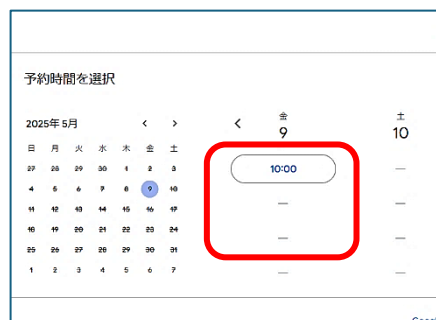 予約時間を選択
2025年 5月 < > < 金 土
9 10
日 月 火 水 木 金 土
27 28 29 30 1 2 3
10:00 —
4 5 6 7 8 9 10
11 12 13 14 15 16 17
— —
18 19 20 21 22 23 24
— —
25 26 27 28 29 30 31
1 2 3 4 5 6 7
— —